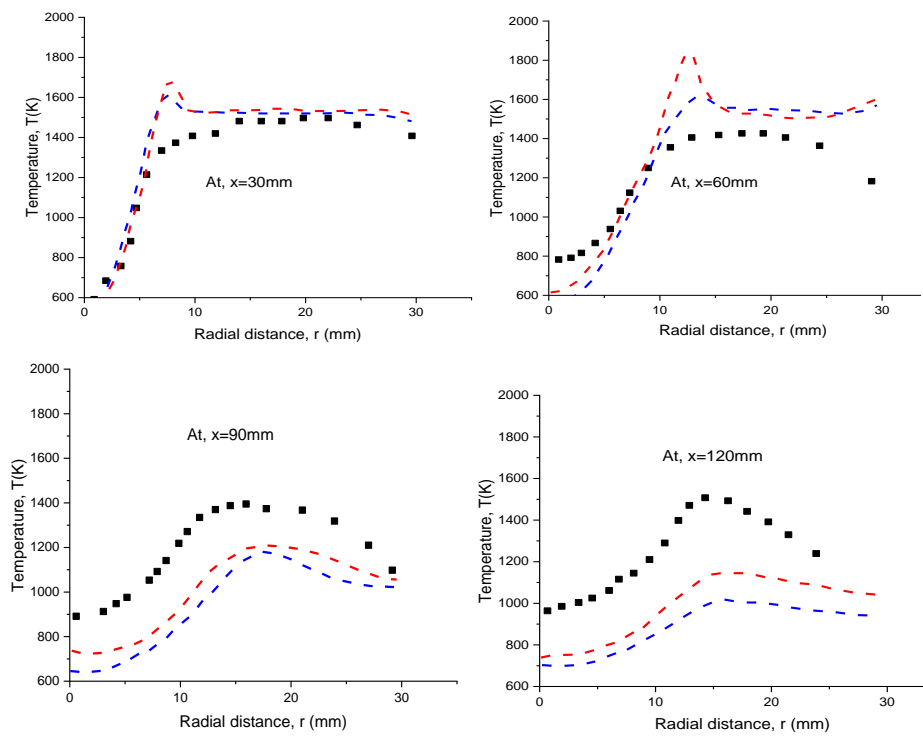 2000
1800
1600
1400
1200
1000
800
600
Temperature, T(K)
At, x=30mm
0 10 20 30
Radial distance, r (mm)
2000
1800
1600
1400
1200
1000
800
600
Temperature, T(K)
At, x=60mm
0 10 20 30
Radial distance, r (mm)
2000
1800
1600
1400
1200
1000
800
600
Temperature, T(K)
At, x=90mm
0 10 20 30
Radial distance, r (mm)
2000
1800
1600
1400
1200
1000
800
600
Temperature, T(K)
At, x=120mm
0 10 20 30
Radial distance, r (mm)